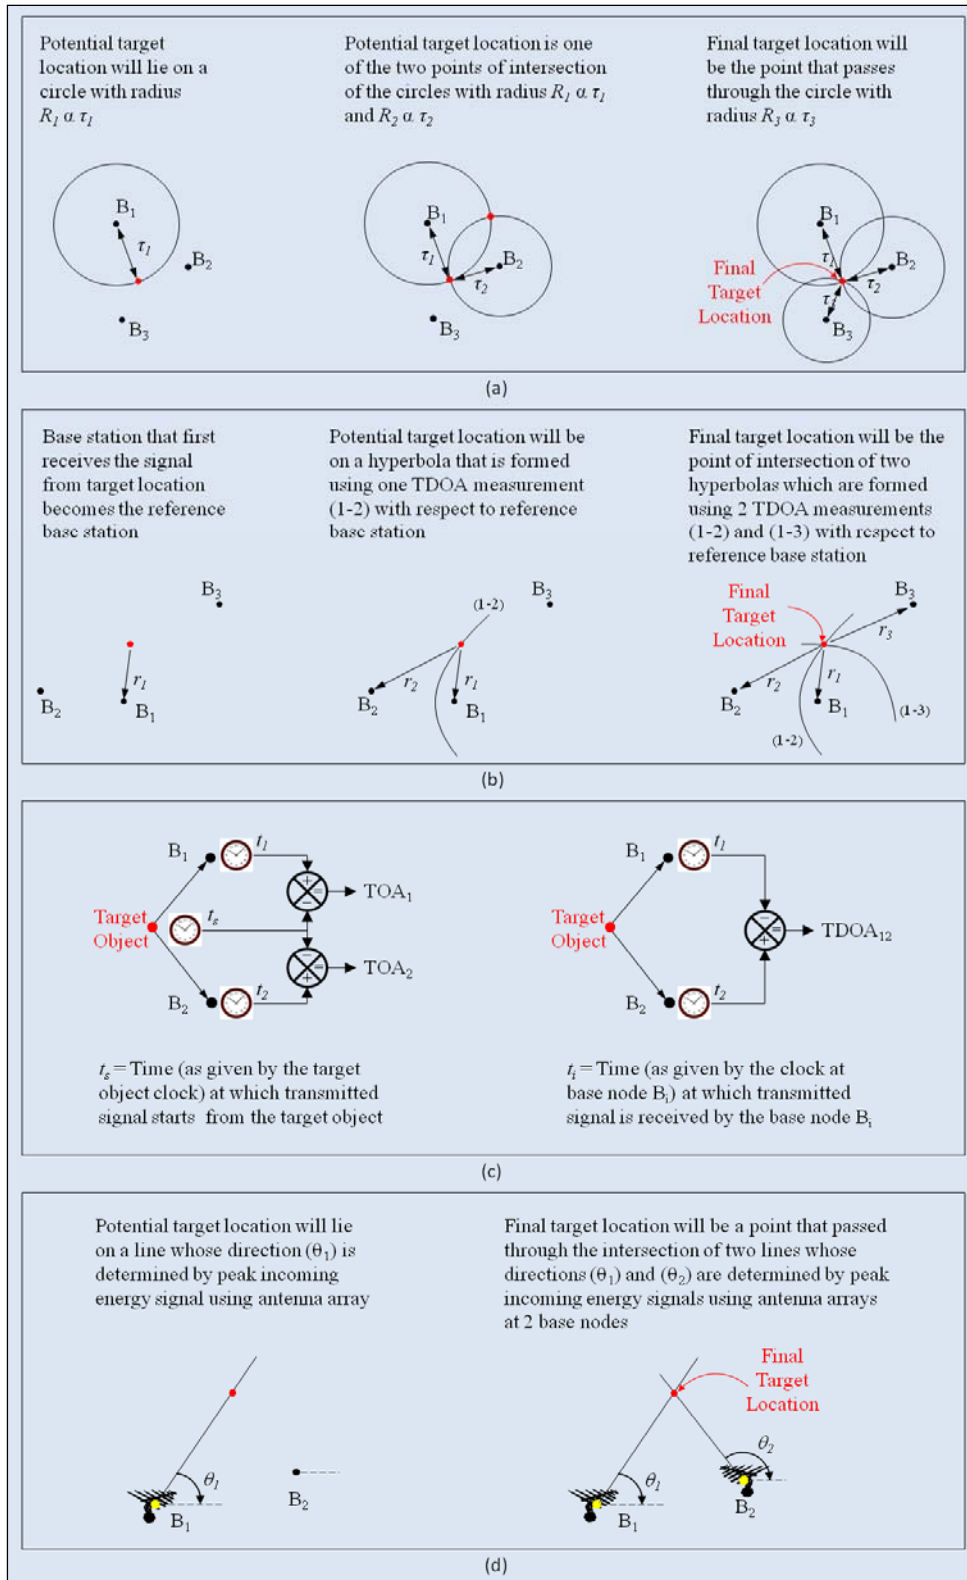 Potential target
location will lie on a
circle with radius
R1 α τ1
Potential target location is one
of the two points of intersection
of the circles with radius R1 α τ1
and R2 α τ2
Final target location will
be the point that passes
through the circle with
radius R3 α τ3
B1
τ1
B2
B3
B1
τ1
B2
τ2
B3
B1
τ1
B2
τ2
τ3
B3
Final
Target
Location
(a)
Base station that first
receives the signal
from target location
becomes the reference
base station
Potential target location will be
on a hyperbola that is formed
using one TDOA measurement
(1-2) with respect to reference
base station
Final target location will be the
point of intersection of two
hyperbolas which are formed
using 2 TDOA measurements
(1-2) and (1-3) with respect to
reference base station
B3
r1
B2
B1
B3
(1-2)
r2
r1
B2
B1
Final
Target
Location
B3
r3
r2
r1
B2
B1
(1-3)
(1-2)
(b)
B1
t1
TOA1
Target
Object
ts
TOA2
B2
t2
B1
t1
Target
Object
TDOA12
B2
t2
ts = Time (as given by the target
object clock) at which transmitted
signal starts from the target object
ti = Time (as given by the clock at
base node Bi) at which transmitted
signal is received by the base node Bi
(c)
Potential target location will lie
on a line whose direction (θ1) is
determined by peak incoming
energy signal using antenna array
Final target location will be a point that passed
through the intersection of two lines whose
directions (θ1) and (θ2) are determined by peak
incoming energy signals using antenna arrays
at 2 base nodes
θ1
B1
B2
Final
Target
Location
θ1
θ2
B1
B2
(d)